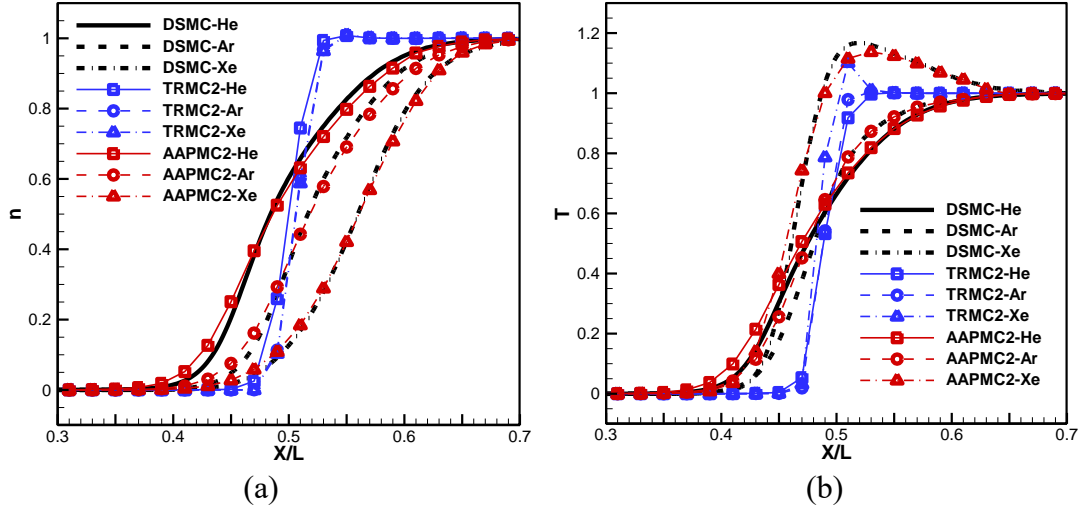 n
1
0.8
0.6
0.4
0.2
0
0.3 0.4 0.5 0.6 0.7
X/L
DSMC-He
DSMC-Ar
DSMC-Xe
TRMC2-He
TRMC2-Ar
TRMC2-Xe
AAPMC2-He
AAPMC2-Ar
AAPMC2-Xe
(a)
T
1.2
1
0.8
0.6
0.4
0.2
0
0.3 0.4 0.5 0.6 0.7
X/L
DSMC-He
DSMC-Ar
DSMC-Xe
TRMC2-He
TRMC2-Ar
TRMC2-Xe
AAPMC2-He
AAPMC2-Ar
AAPMC2-Xe
(b)